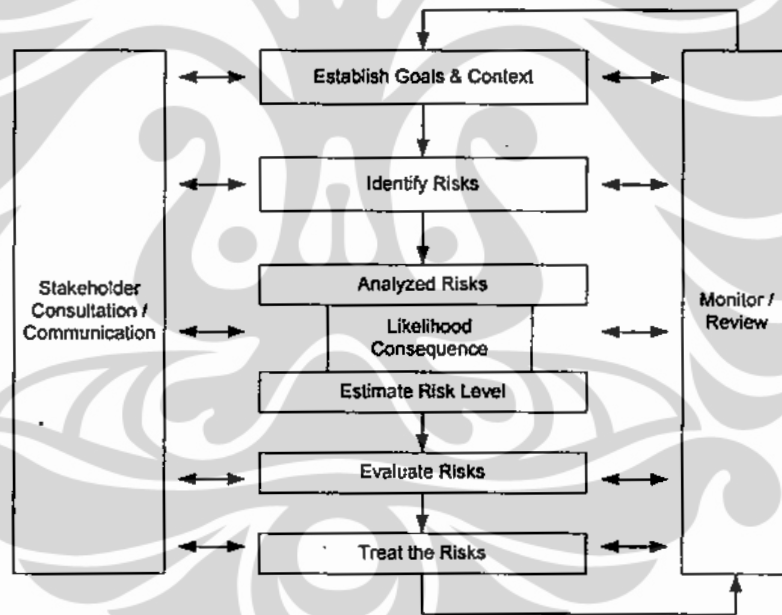 Establish Goals & Context
Identify Risks
Analyzed Risks
Stakeholder
Consultation /
Communication
Likelihood
Consequence
Monitor /
Review
Estimate Risk Level
Evaluate Risks
Treat the Risks